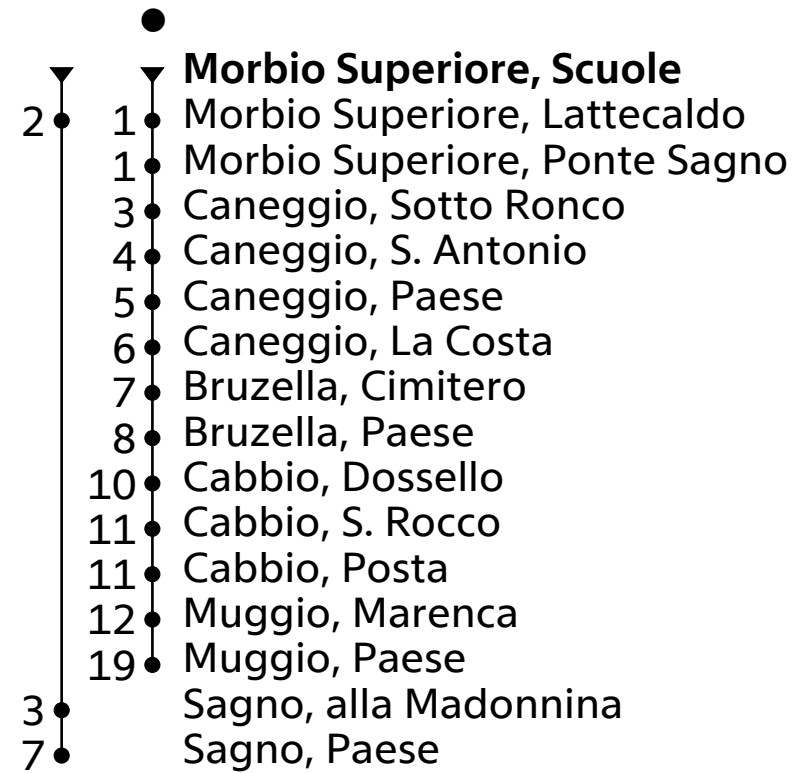 Morbio Superiore, Scuole
2 1 Morbio Superiore, Lattecaldo
1 Morbio Superiore, Ponte Sagno
3 Caneggio, Sotto Ronco
4 Caneggio, S. Antonio
5 Caneggio, Paese
6 Caneggio, La Costa
7 Bruzella, Cimitero
8 Bruzella, Paese
10 Cabbio, Dossello
11 Cabbio, S. Rocco
11 Cabbio, Posta
12 Muggio, Marenca
19 Muggio, Paese
3 Sagno, alla Madonnina
7 Sagno, Paese